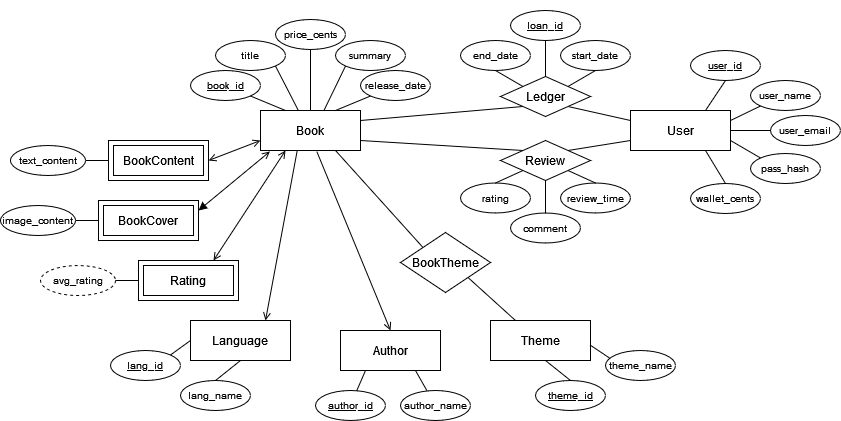 price_cents
loan_id
title
summary
end_date
start_date
book_id
release_date
user_id
Ledger
user_name
Book
User
user_email
text_content
BookContent
Review
pass_hash
rating
review_time
wallet_cents
image_content
BookCover
comment
BookTheme
avg_rating
Rating
Language
Author
Theme
lang_id
theme_name
lang_name
author_id
author_name
theme_id